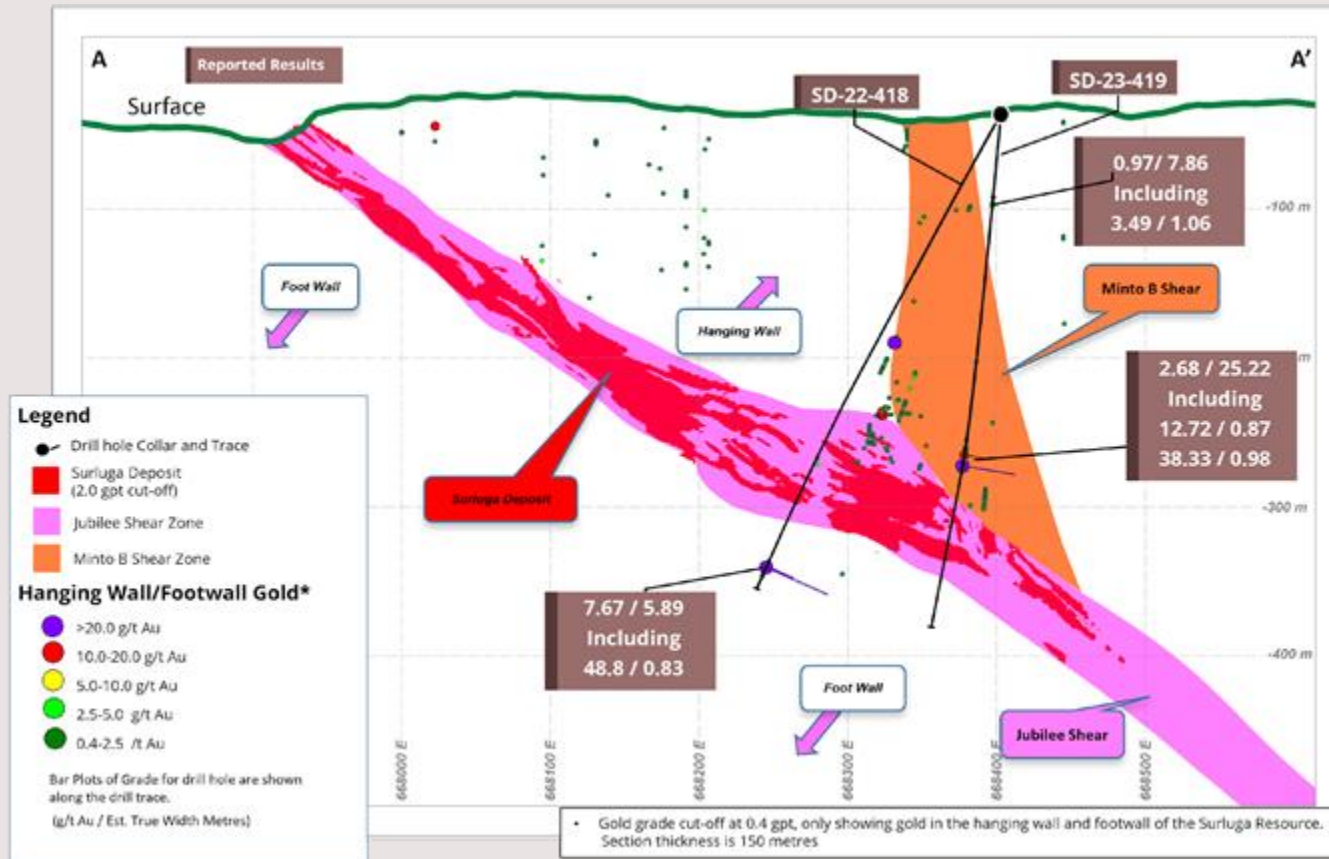 A
Reported Results
A'
Surface
SD-22-418
SD-23-419
0.97/ 7.86
Including
3.49 / 1.06
-100 m
Foot Wall
Hanging Wall
Minto B Shear
m
2.68 / 25.22
Including
12.72 / 0.87
38.33 / 0.98
Surluga Deposit
-300 m
7.67 / 5.89
Including
48.8 / 0.83
-400 m
Foot Wall
Jubilee Shear
668000 E
668100 E
668200 E
668300 E
668400 E
668500 E
Legend
Drill hole Collar and Trace
Surluga Deposit
(2.0 gpt cut-off)
Jubilee Shear Zone
Minto B Shear Zone
Hanging Wall/Footwall Gold*
>20.0 g/t Au
10.0-20.0 g/t Au
5.0-10.0 g/t Au
2.5-5.0 g/t Au
0.4-2.5 /t Au
Bar Plots of Grade for drill hole are shown
along the drill trace.
(g/t Au / Est. True Width Metres)
• Gold grade cut-off at 0.4 gpt, only showing gold in the hanging wall and footwall of the Surluga Resource.
Section thickness is 150 metres